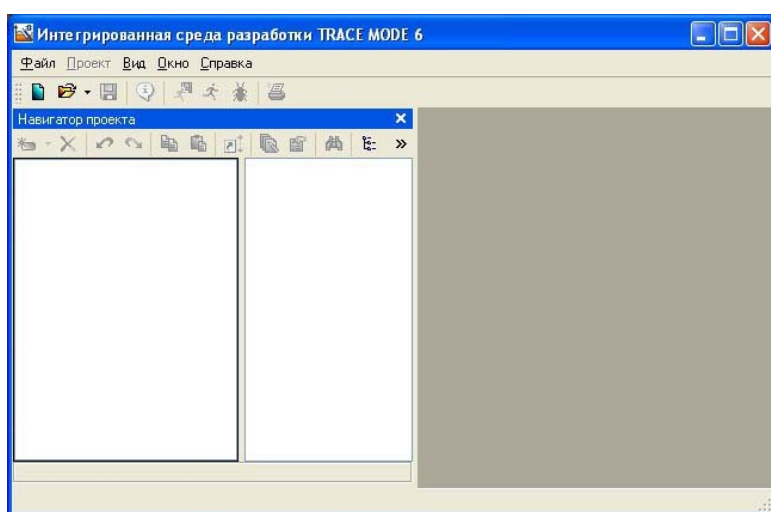 Интегрированная среда разработки TRACE MODE 6
Файл Проект Вид Окно Справка
Навигатор проекта